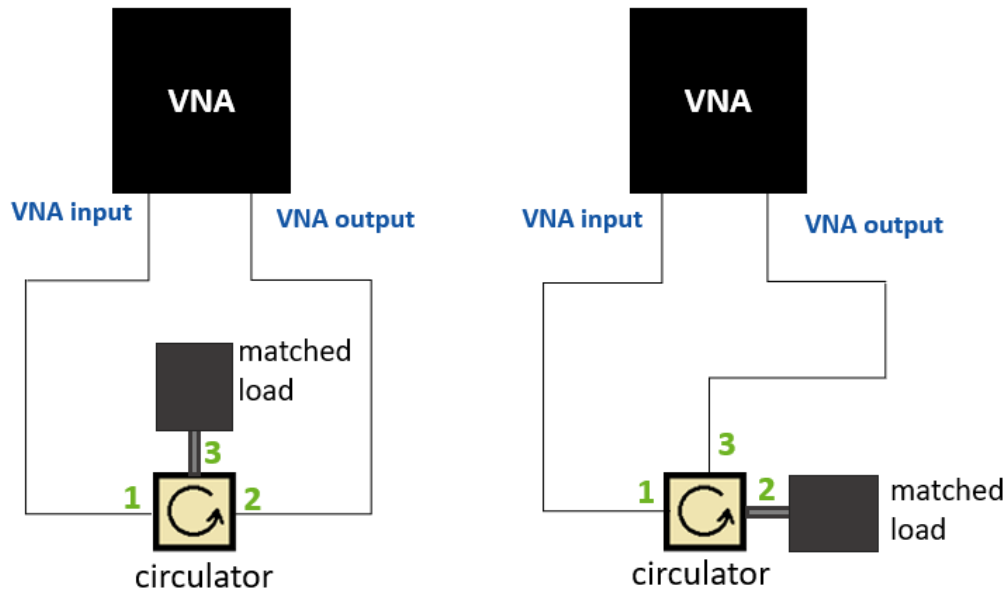 VNA
VNA input
VNA output
matched
load
3
1
2
circulator
VNA
VNA input
VNA output
3
1
2
matched
load
circulator